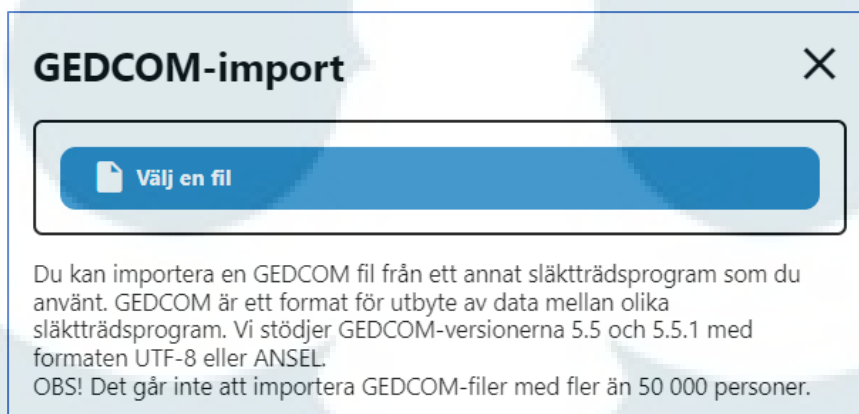 GEDCOM-import
Välj en fil
Du kan importera en GEDCOM fil från ett annat släktträdsprogram som du
använt. GEDCOM är ett format för utbyte av data mellan olika
släktträdsprogram. Vi stödjer GEDCOM-versionerna 5.5 och 5.5.1 med
formaten UTF-8 eller ANSEL.
OBS! Det går inte att importera GEDCOM-filer med fler än 50 000 personer.